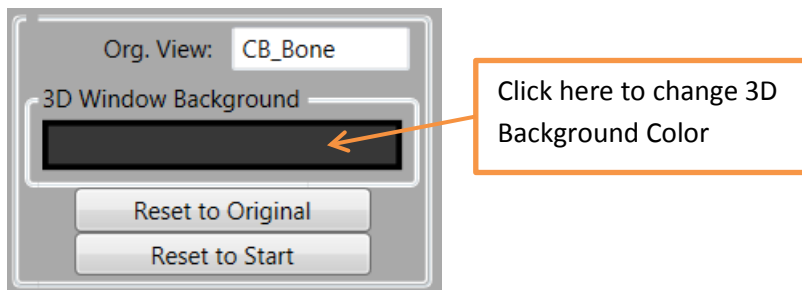 Org. View: CB_Bone
3D Window Background
Click here to change 3D
Background Color
Reset to Original
Reset to Start